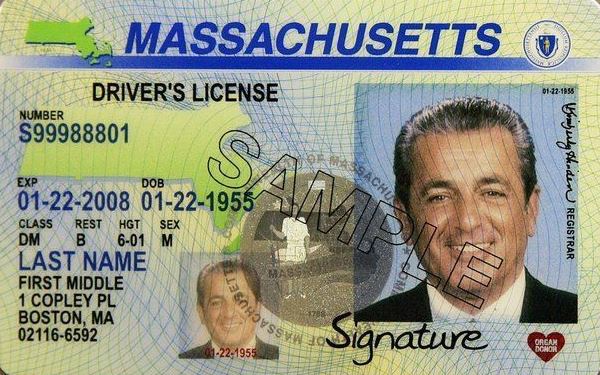 MASSACHUSETTS
DRIVER'S LICENSE
NUMBER
S99988801
EXP DOB
01-22-2008 01-22-1955
CLASS REST HGT SEX
DM B 6-01 M
LAST NAME
FIRST MIDDLE
1 COPLEY PL
BOSTON, MA
02116-6592
01-22-1955
SAMPLE
01-22-1955
REGISTRAR
Signature
ORGAN
DONOR